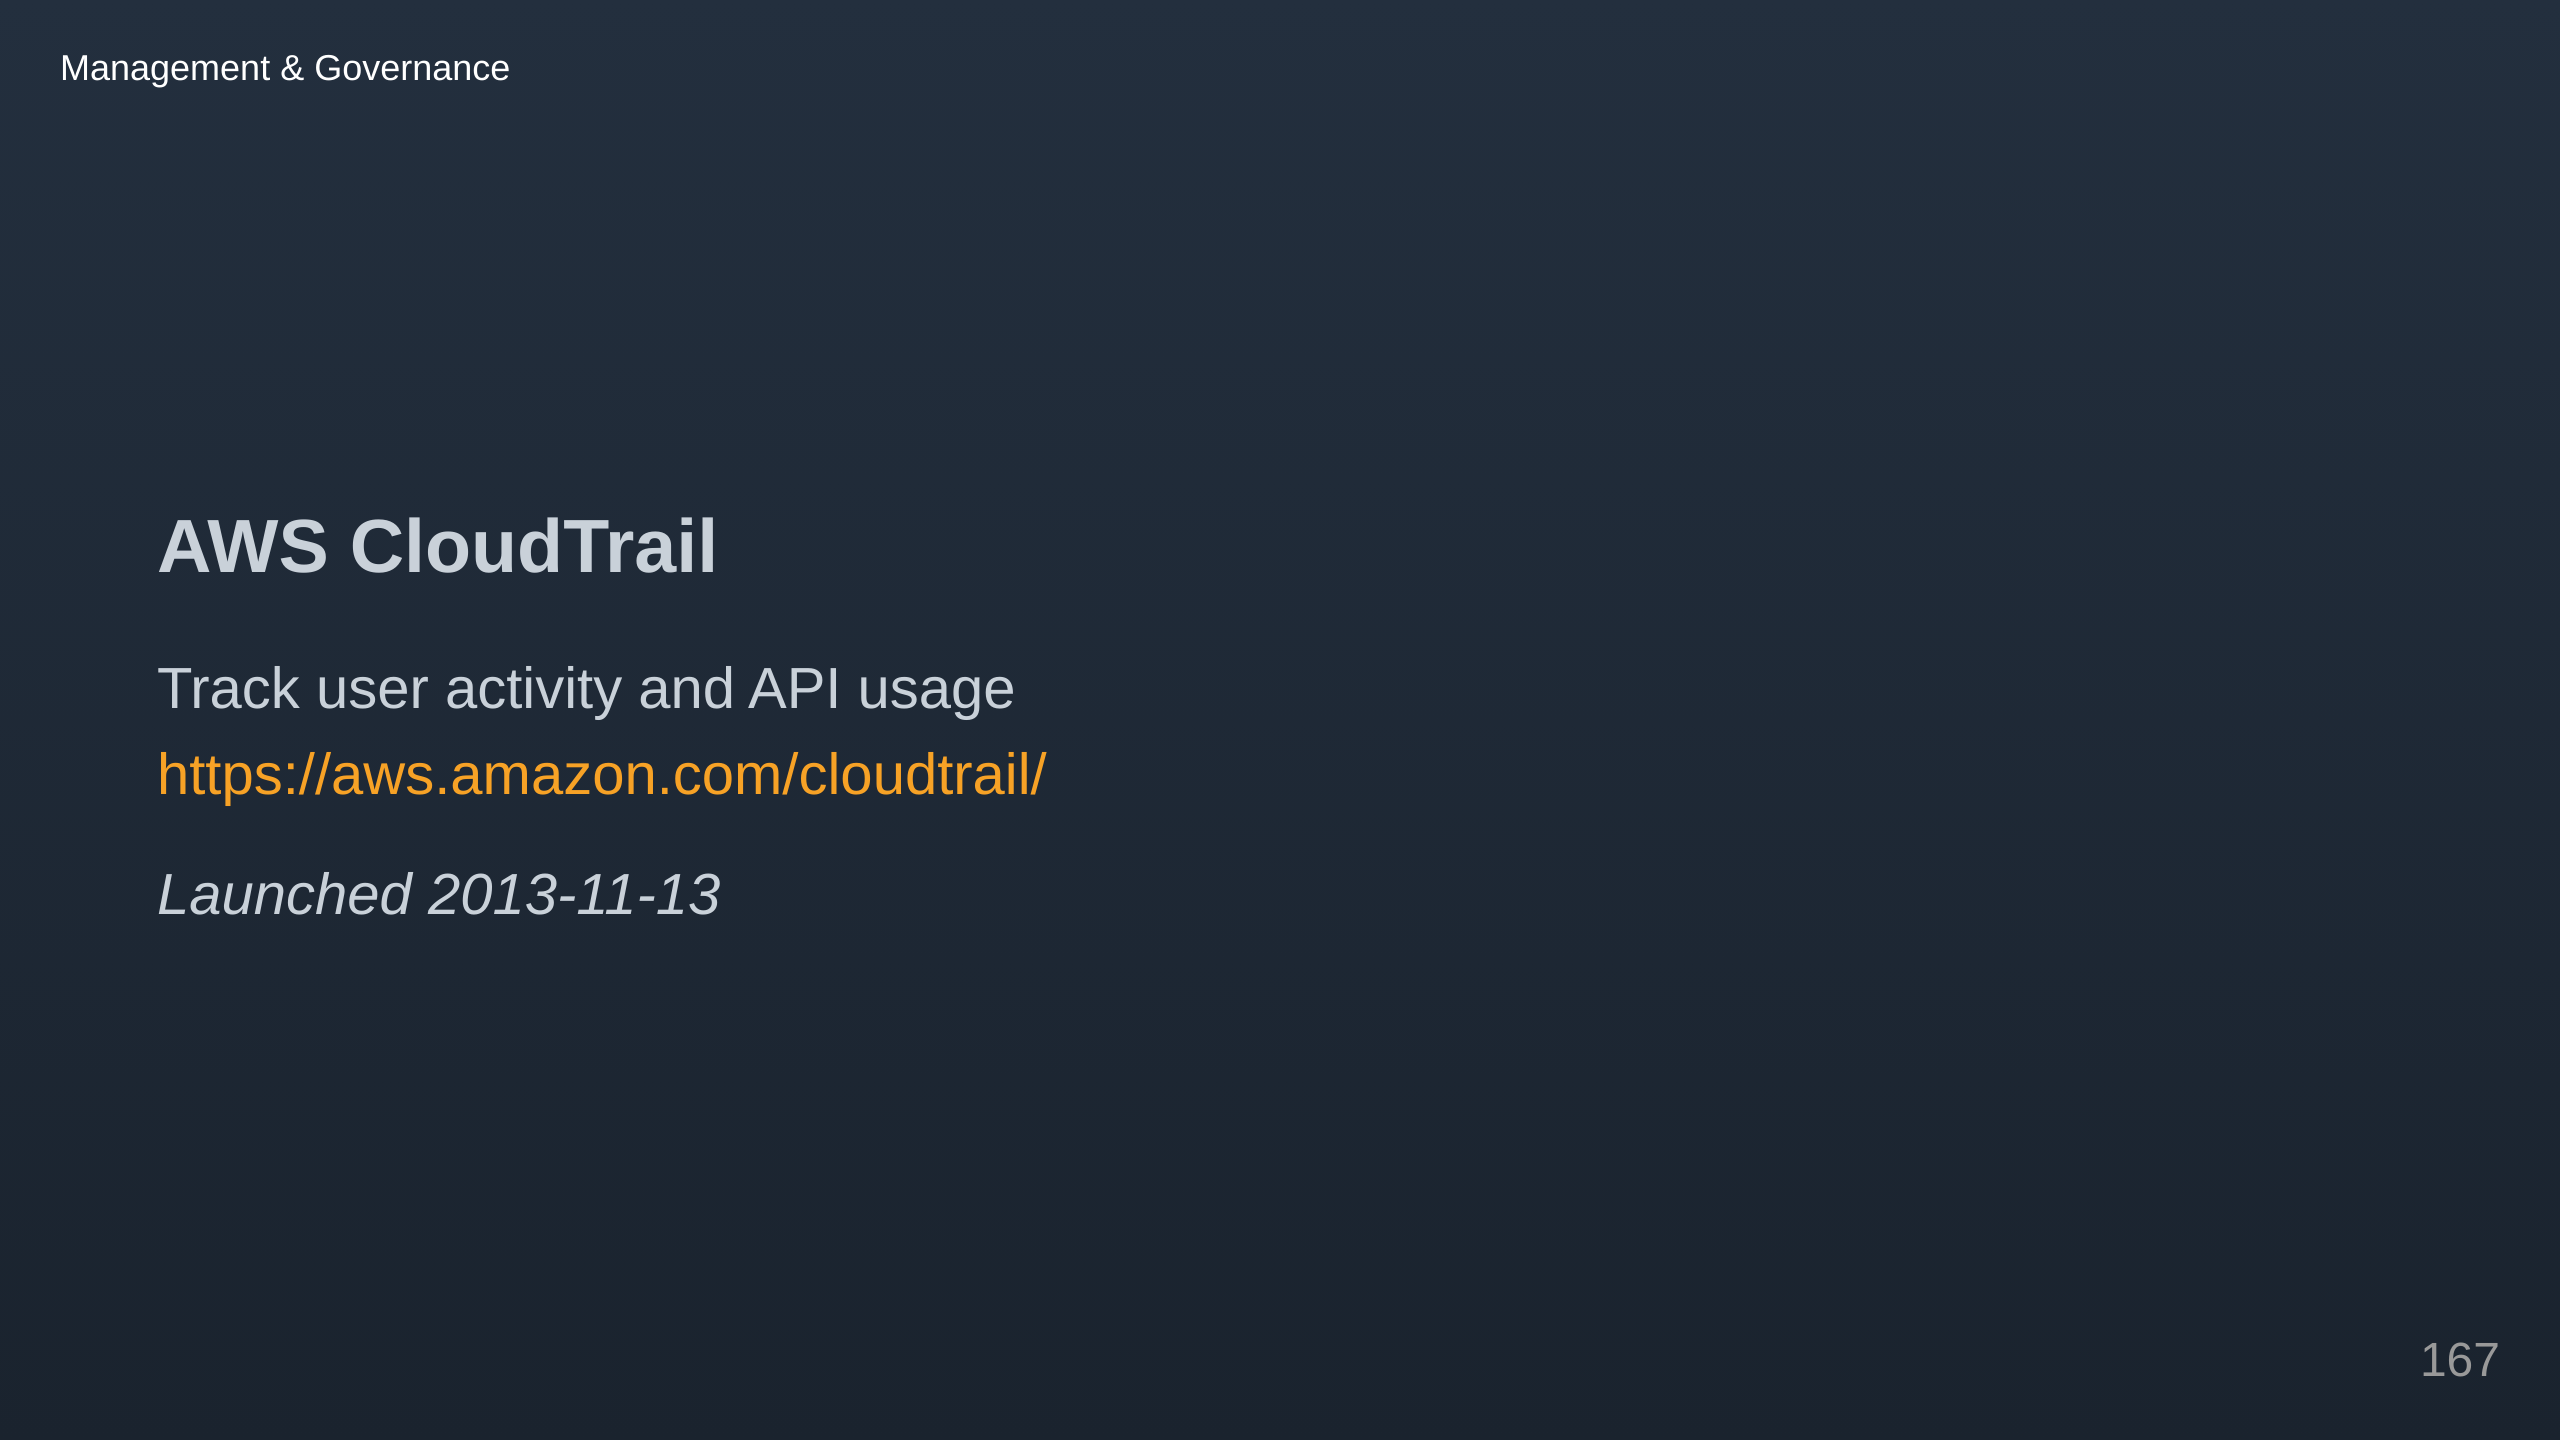 Management & Governance
AWS CloudTrail
Track user activity and API usage
https://aws.amazon.com/cloudtrail/
Launched 2013-11-13
167